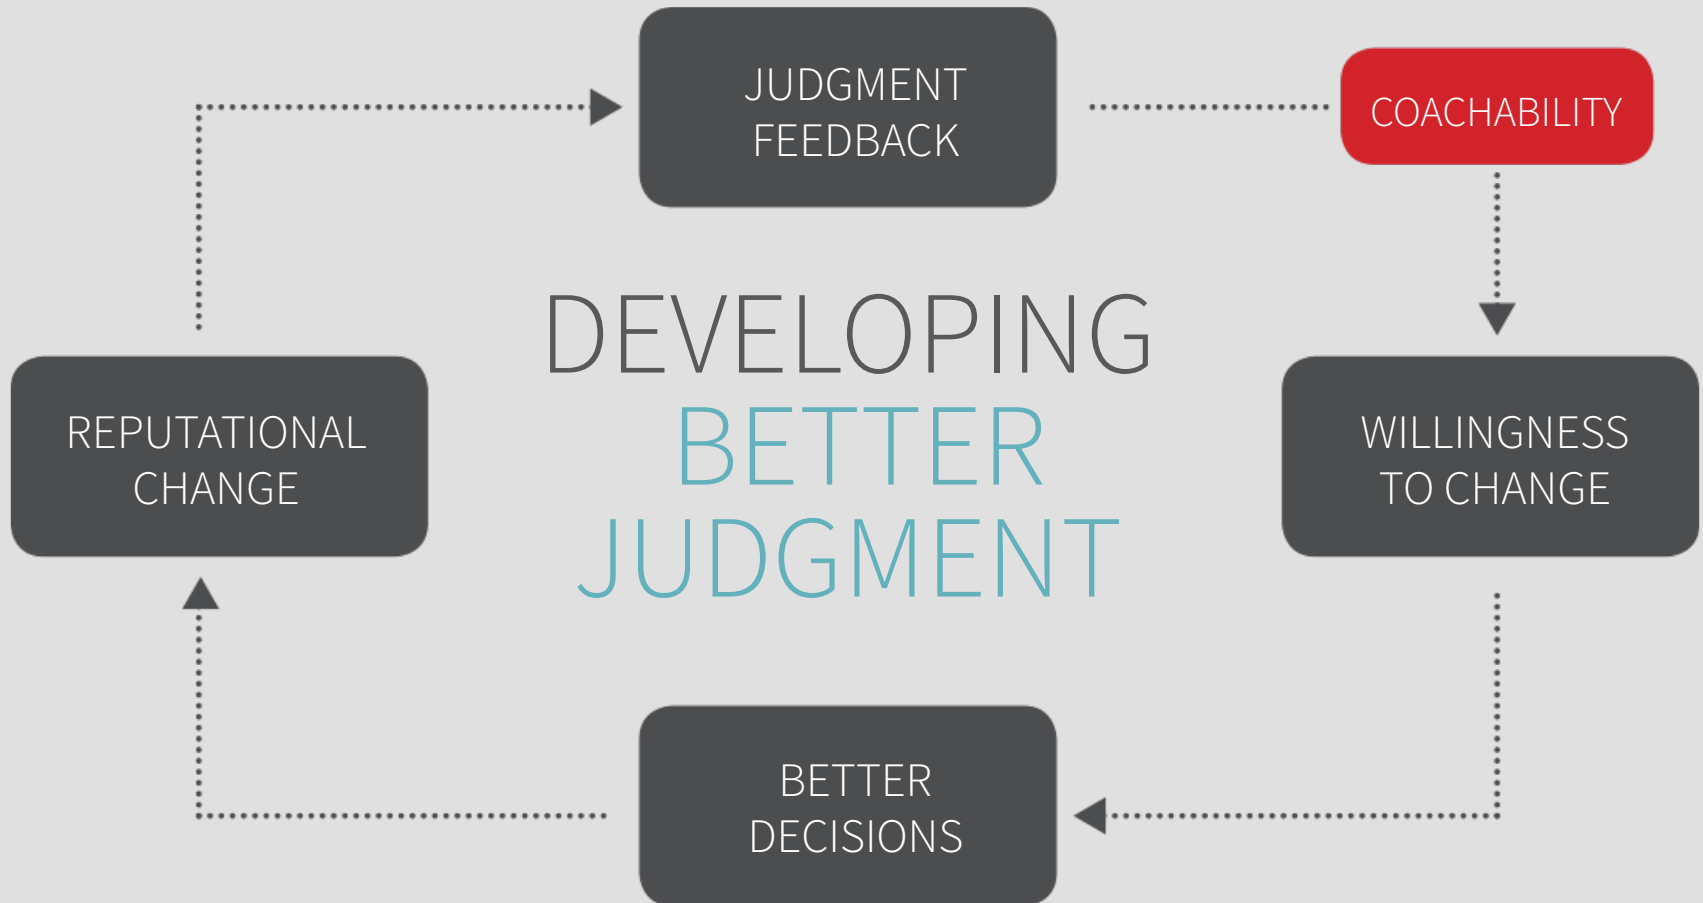 JUDGMENT
FEEDBACK
COACHABILITY
DEVELOPING
BETTER
JUDGMENT
REPUTATIONAL
CHANGE
WILLINGNESS
TO CHANGE
BETTER
DECISIONS